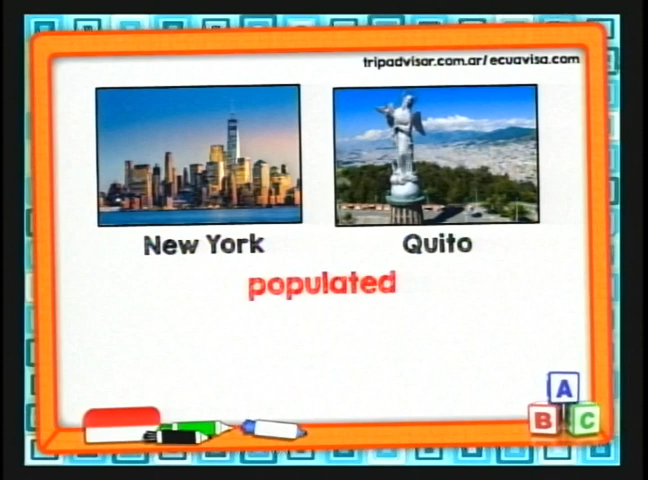 tripadvisor.com.ar/ecuavisa.com
New York
Quito
populated
A
B C